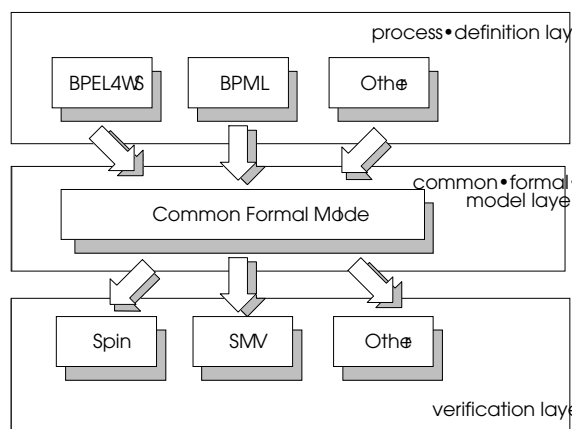 process•definition lay
BPEL4WS
BPML
Othe
common•formal•
model laye
Common Formal Mode
Spin
SMV
Othe
verification laye